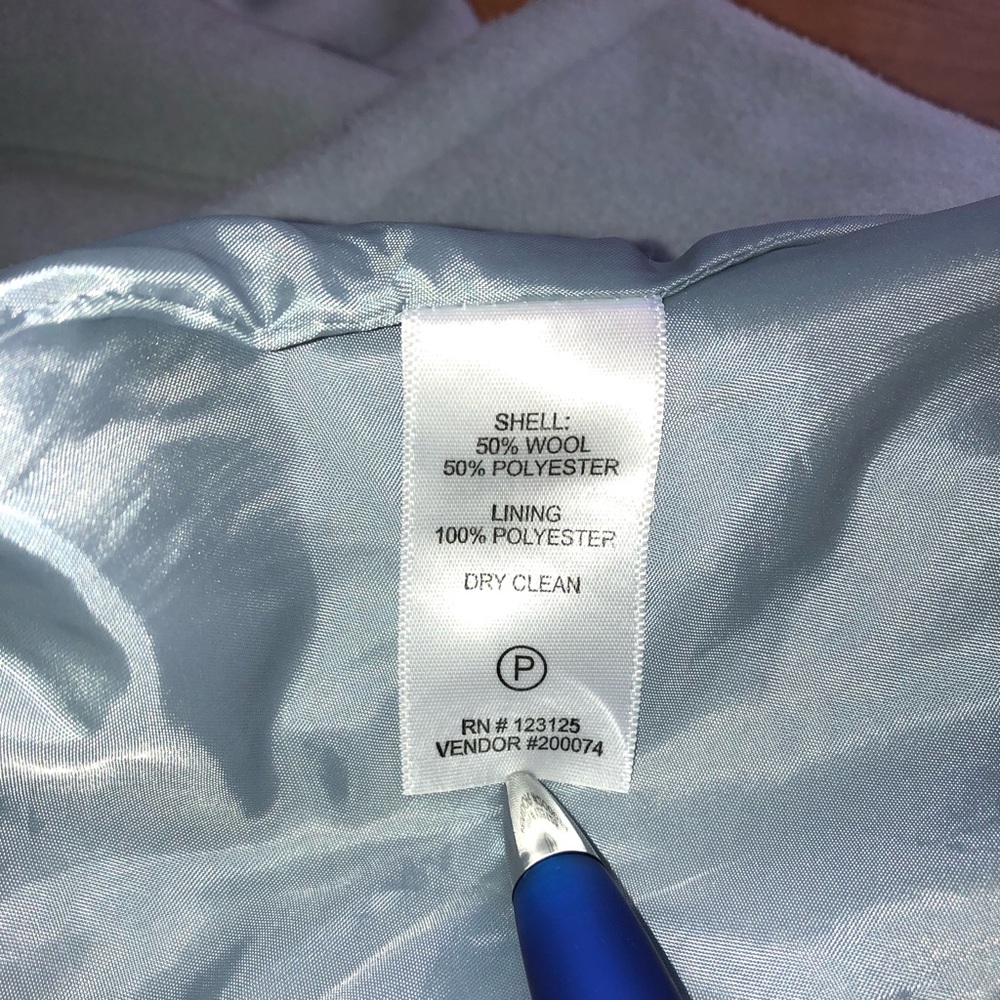 SHELL:
50% WOOL
50% POLYESTER
LINING
100% POLYESTER
DRY CLEAN
P
RN # 123125
VENDOR #200074